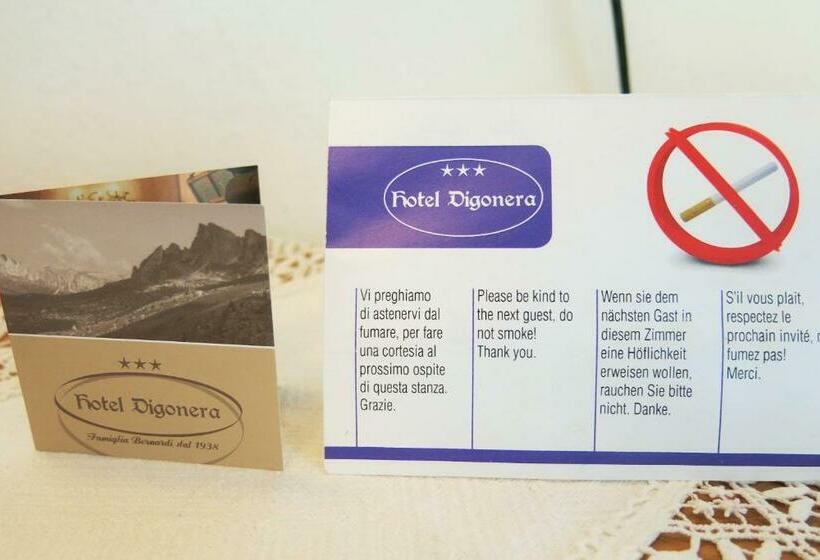 Hotel Digonera
Famiglia Bernardi dal 1938
Hotel Digonera
Vi preghiamo
di astenervi dal
fumare, per fare
una cortesia al
prossimo ospite
di questa stanza.
Grazie.
Please be kind to
the next guest, do
not smoke!
Thank you.
Wenn sie dem
nächsten Gast in
diesem Zimmer
eine Höflichkeit
erweisen wollen,
rauchen Sie bitte
nicht. Danke.
S'il vous plait,
respectez le
prochain invité,
fumez pas!
Merci.